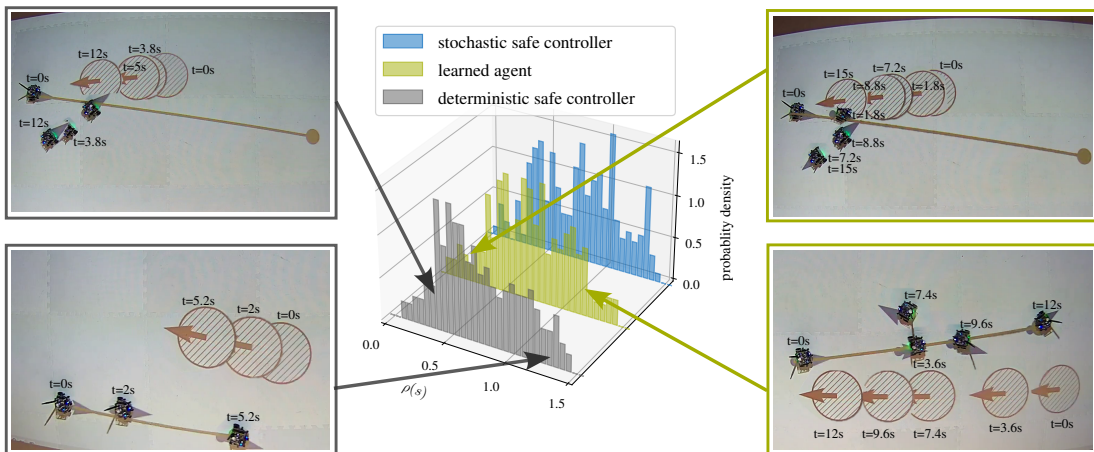 t=3.8s
t=12s
t=5s
t=0s
t=0s
t=12s
t=3.8s
stochastic safe controller
learned agent
deterministic safe controller
t=0s
t=7.2s
t=15s
t=8.8s
t=1.8s
t=0s
t=1.8s
t=8.8s
t=7.2s
t=15s
1.5
1.0
0.5
0.0
probablity density
0.0
0.5
1.0
1.5
ρ(s)
t=5.2s
t=2s
t=0s
t=0s
t=2s
t=5.2s
t=7.4s
t=12s
t=9.6s
t=0s
t=3.6s
t=12s
t=9.6s
t=7.4s
t=3.6s
t=0s